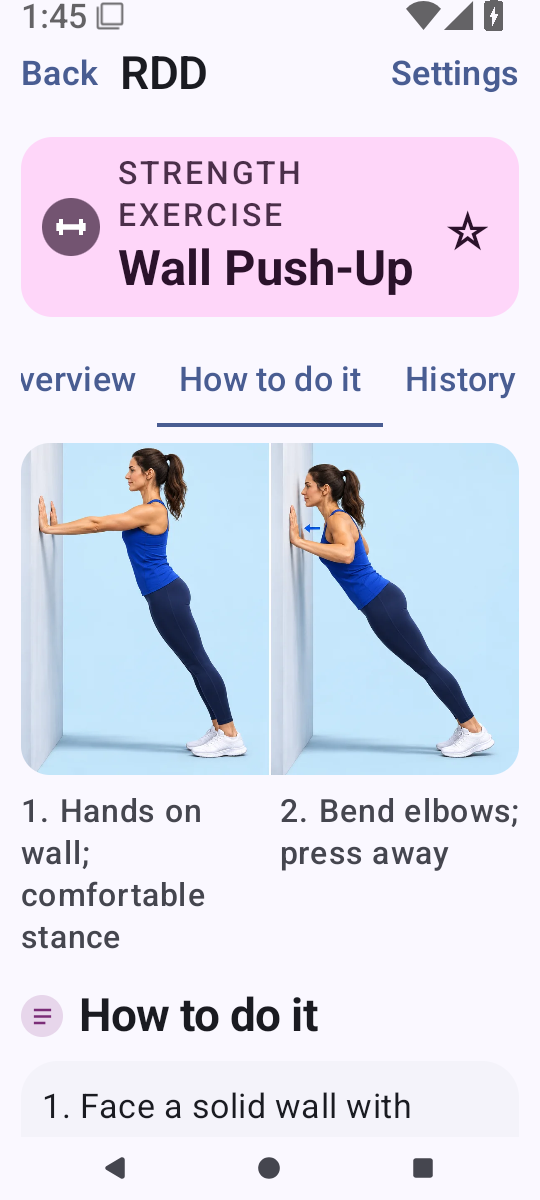 1:45
Back RDD Settings
STRENGTH
EXERCISE
Wall Push-Up
verview How to do it History
1. Hands on
wall;
comfortable
stance
2. Bend elbows;
press away
How to do it
1. Face a solid wall with